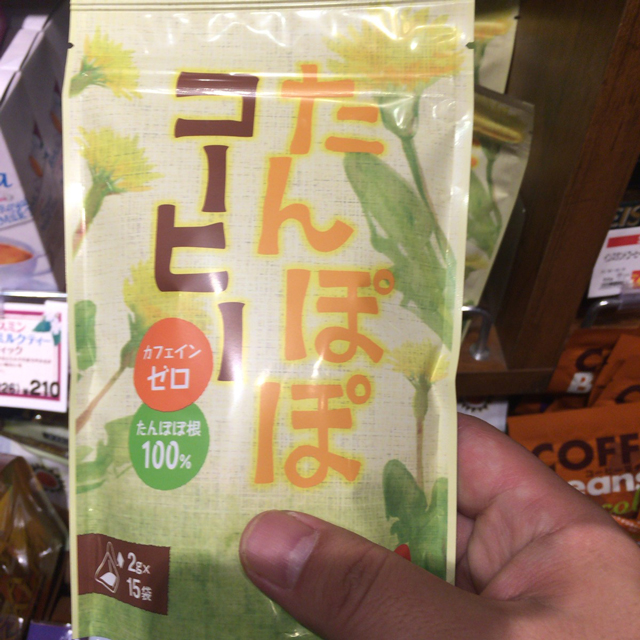 たんぽぽ
コーヒー
カフェイン
ゼロ
たんぽぽ根
100%
2g×
15袋
210
COFF
eans